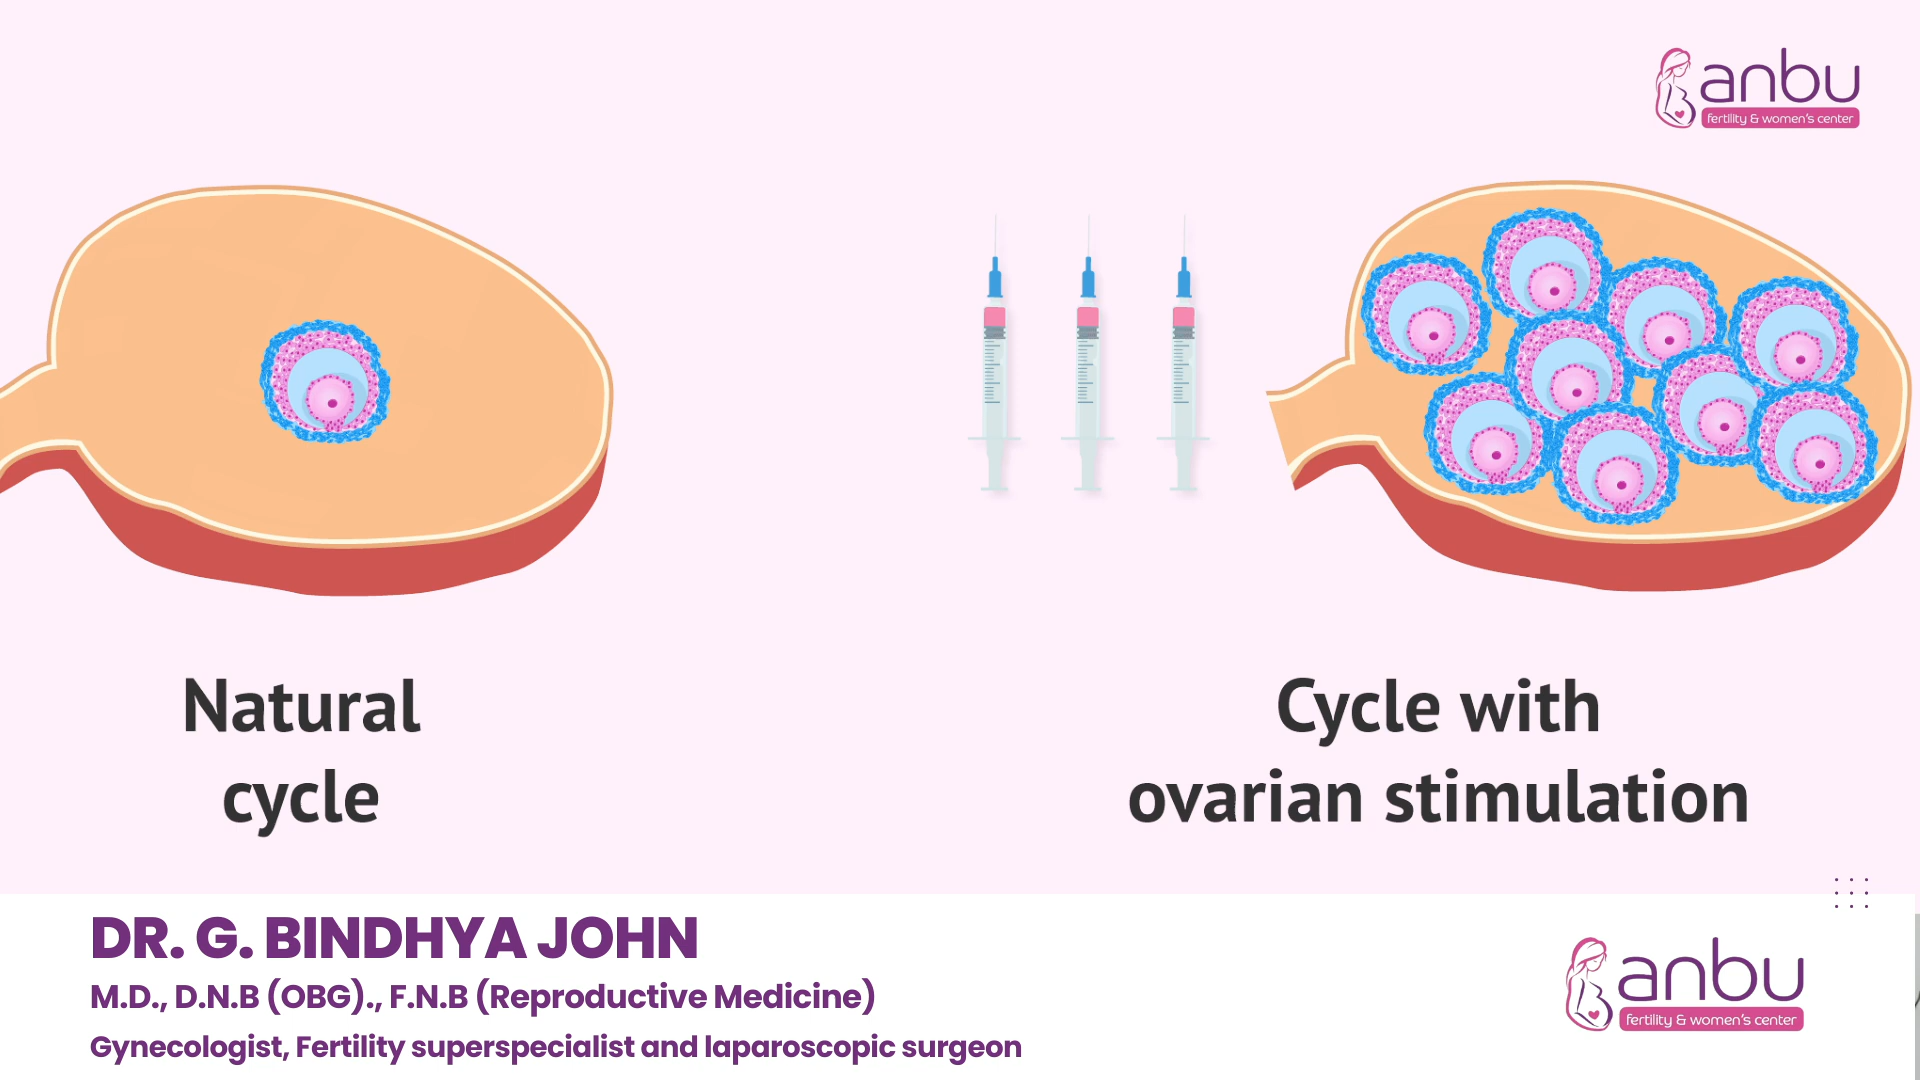 anbu
fertility & women's center
Natural
cycle
Cycle with
ovarian stimulation
DR. G. BINDHYA JOHN
M.D., D.N.B (OBG)., F.N.B (Reproductive Medicine)
Gynecologist, Fertility superspecialist and laparoscopic surgeon
anbu
fertility & women's center